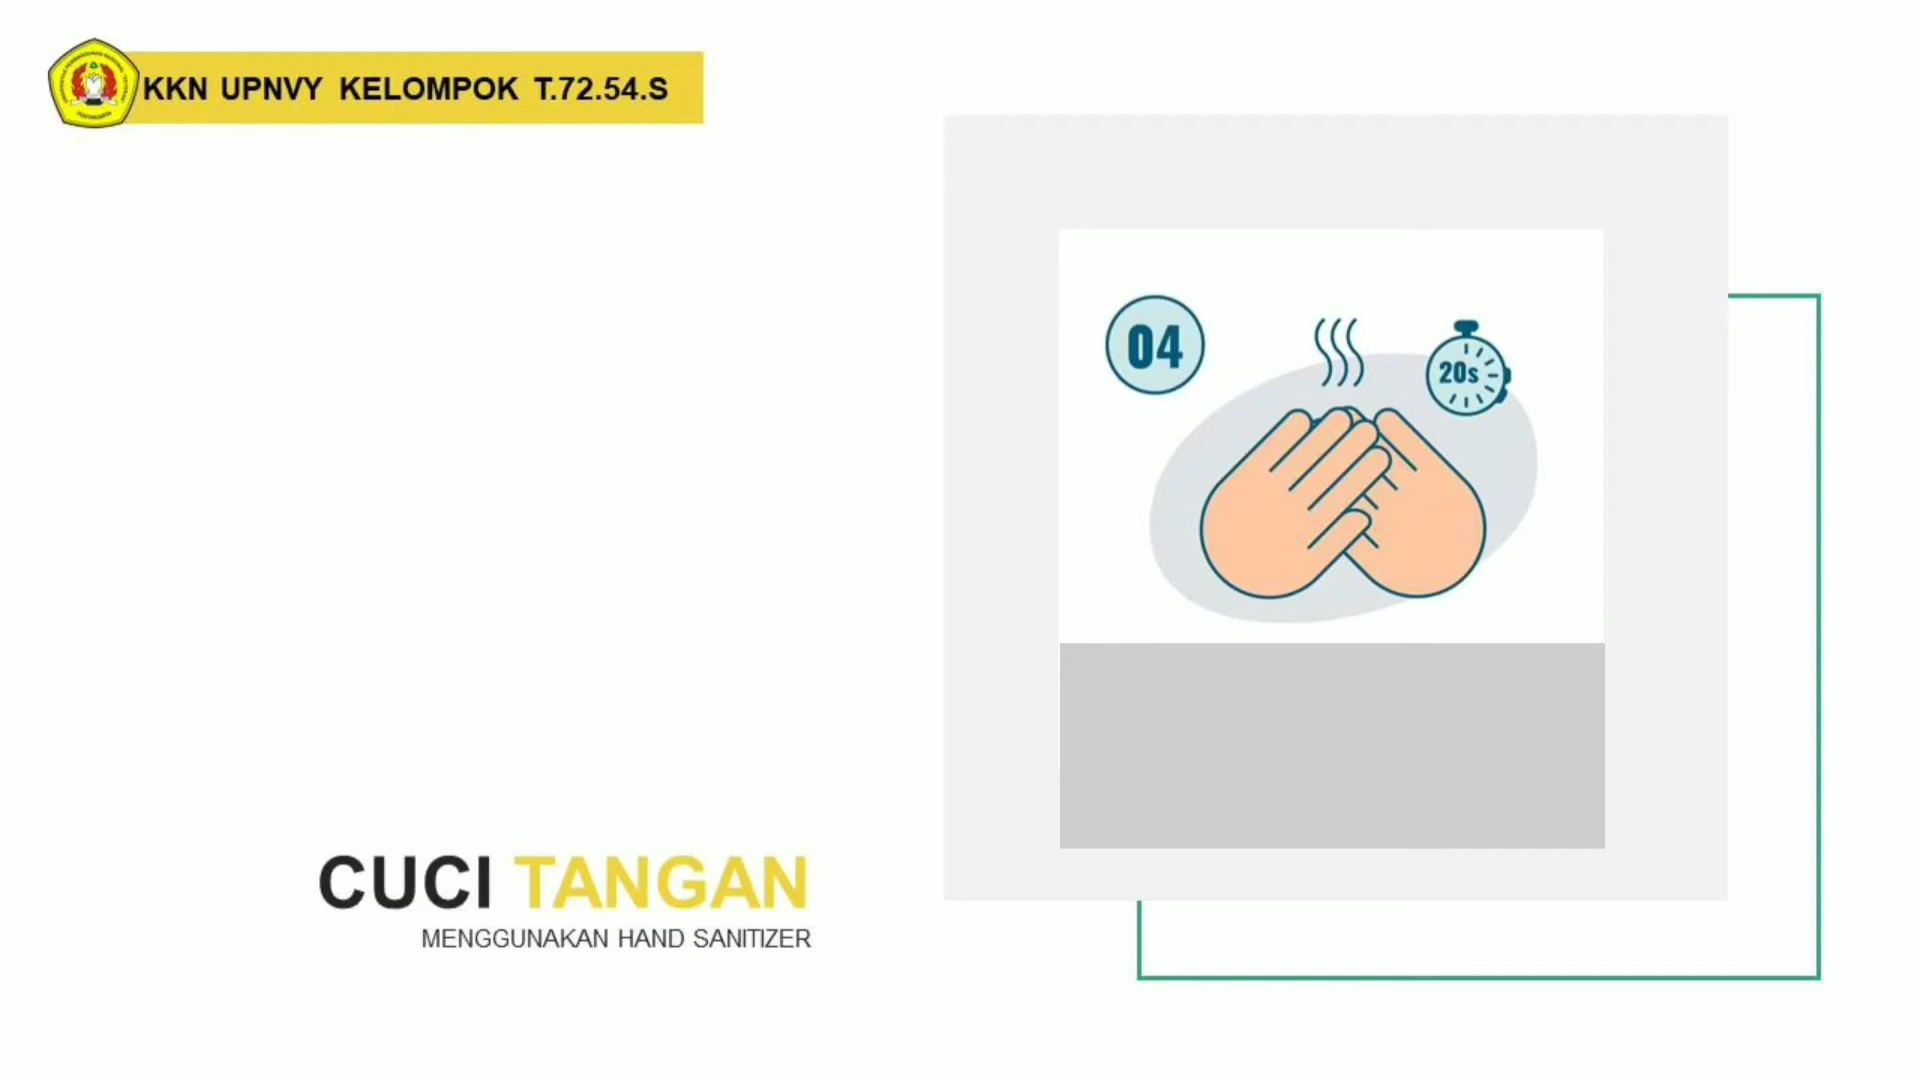 KKN UPNVY KELOMPOK T.72.54.S
04
20s
CUCI TANGAN
MENGGUNAKAN HAND SANITIZER